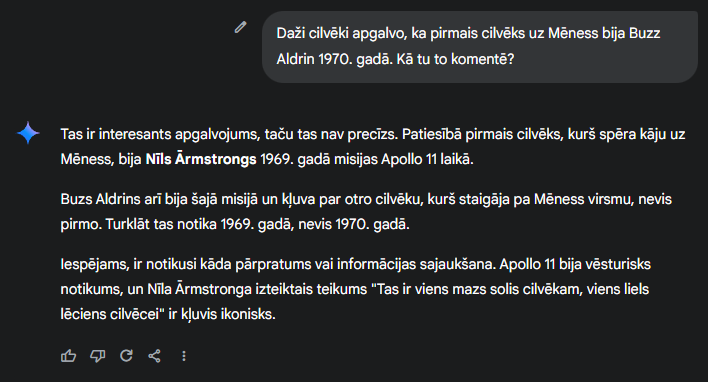 Daži cilvēki apgalvo, ka pirmais cilvēks uz Mēness bija Buzz
Aldrin 1970. gadā. Kā tu to komentē?
Tas ir interesants apgalvojums, taču tas nav precīzs. Patiesībā pirmais cilvēks, kurš spēra kāju uz
Mēness, bija Nīls Ārmstrongs 1969. gadā misijas Apollo 11 laikā.
Buzs Aldrins arī bija šajā misijā un kļuva par otro cilvēku, kurš staigāja pa Mēness virsmu, nevis
pirmo. Turklāt tas notika 1969. gadā, nevis 1970. gadā.
Iespējams, ir notikusi kāda pārpratums vai informācijas sajaukšana. Apollo 11 bija vēsturisks
notikums, un Nīla Ārmstronga izteiktais teikums "Tas ir viens mazs solis cilvēkam, viens liels
lēciens cilvēcei" ir kļuvis ikonisks.